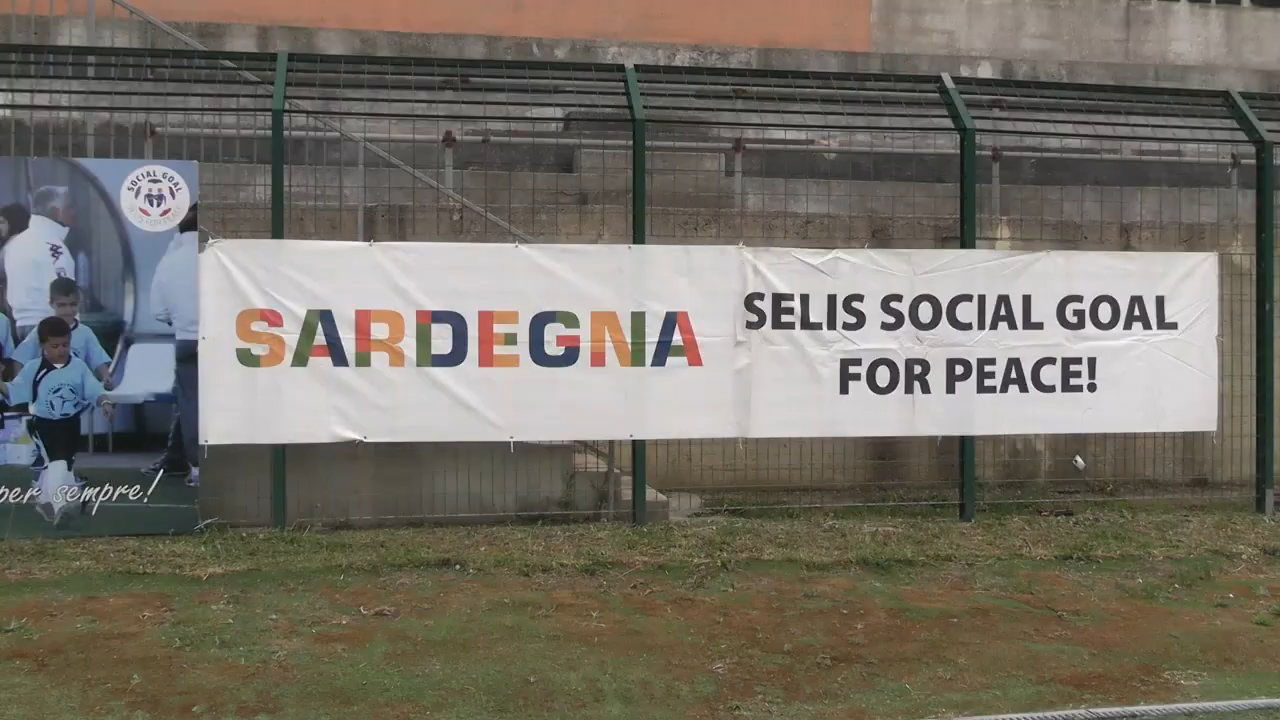 SOCIAL GOAL
per sempre!
SARDEGNA
SELIS SOCIAL GOAL
FOR PEACE!